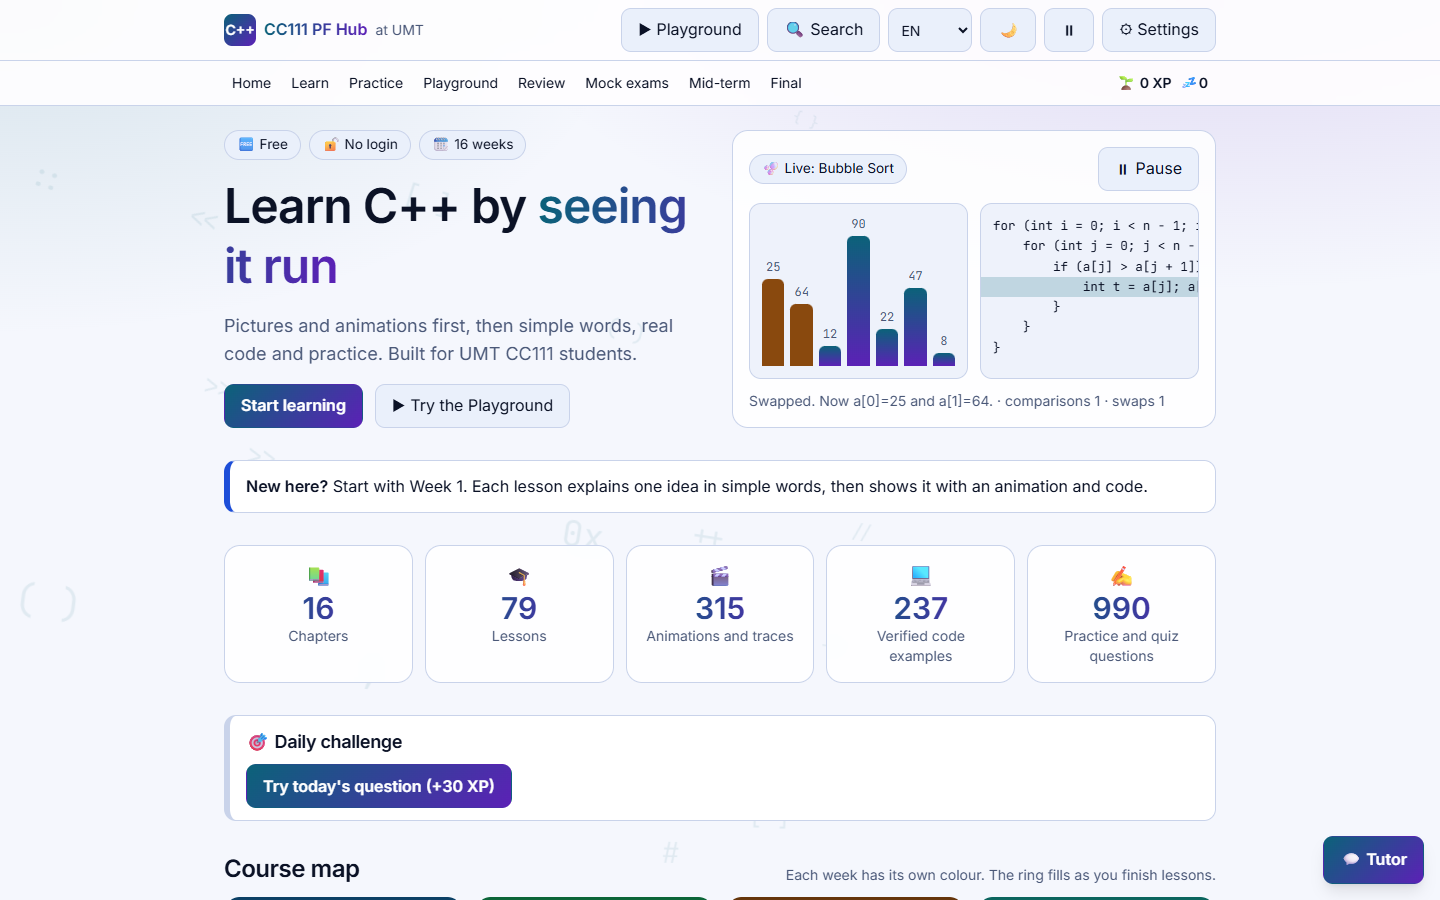 C++ CC111 PF Hub at UMT
▶ Playground
🔍 Search
EN
⚙ Settings
Home Learn Practice Playground Review Mock exams Mid-term Final
🌱 0 XP 💤 0
🆓 Free
🔓 No login
📅 16 weeks
Learn C++ by seeing
it run
Pictures and animations first, then simple words, real
code and practice. Built for UMT CC111 students.
Start learning
▶ Try the Playground
Live: Bubble Sort
⏸ Pause
25 64 12 90 22 47 8
for (int i = 0; i < n - 1;
for (int j = 0; j < n -
if (a[j] > a[j + 1]
int t = a[j]; a
}
}
}
Swapped. Now a[0]=25 and a[1]=64. · comparisons 1 · swaps 1
New here? Start with Week 1. Each lesson explains one idea in simple words, then shows it with an animation and code.
16
Chapters
79
Lessons
315
Animations and traces
237
Verified code
examples
990
Practice and quiz
questions
🎯 Daily challenge
Try today's question (+30 XP)
Course map
Each week has its own colour. The ring fills as you finish lessons.
💬 Tutor